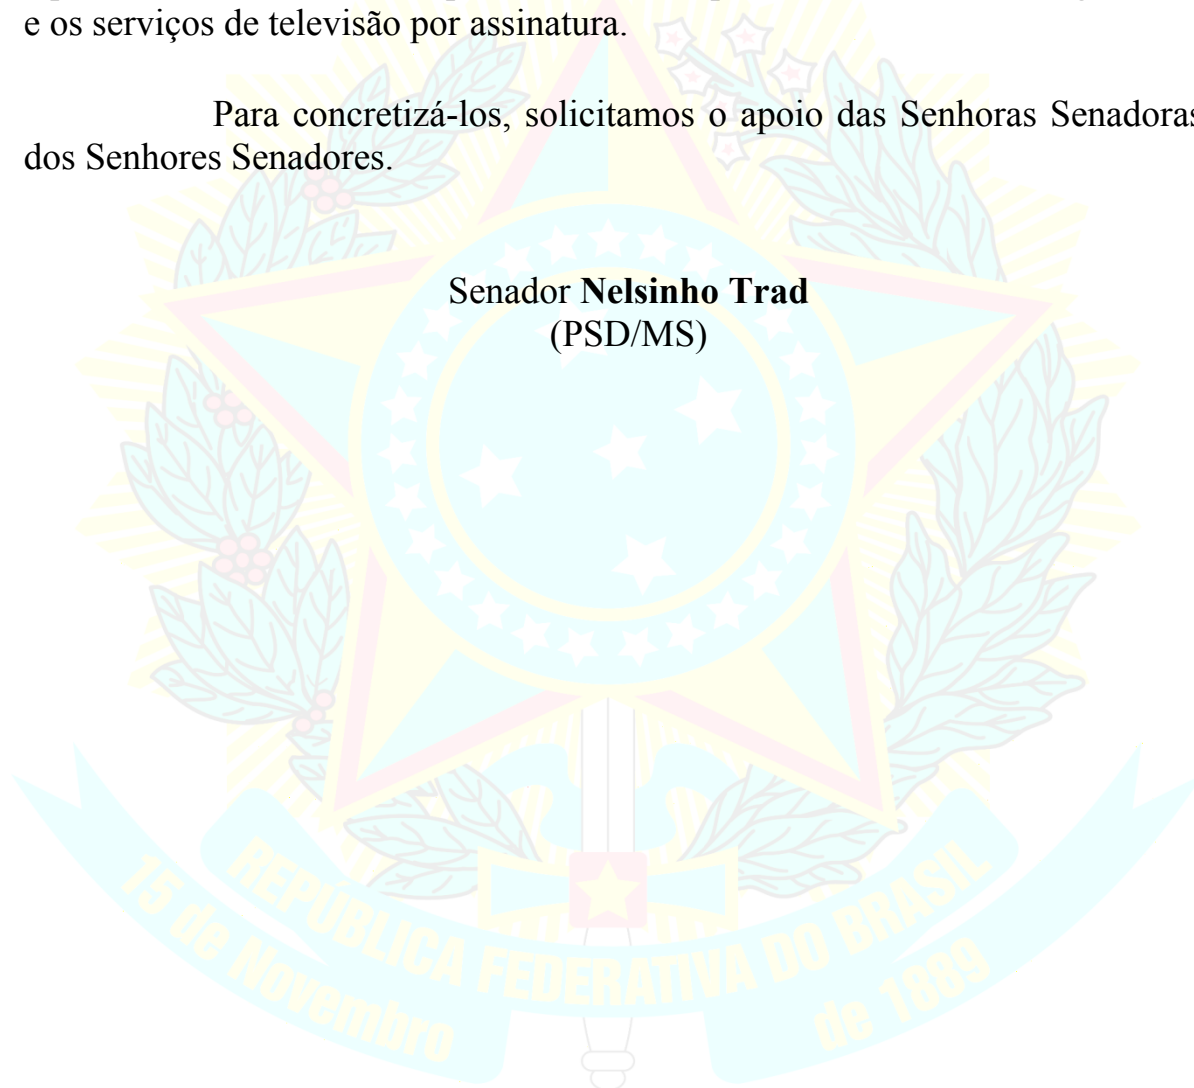 e os serviços de televisão por assinatura.
Para concretizá-los, solicitamos o apoio das Senhoras Senadoras
dos Senhores Senadores.
Senador Nelsinho Trad
(PSD/MS)
REPÚBLICA FEDERATIVA DO BRASIL
15 de Novembro
de 1889